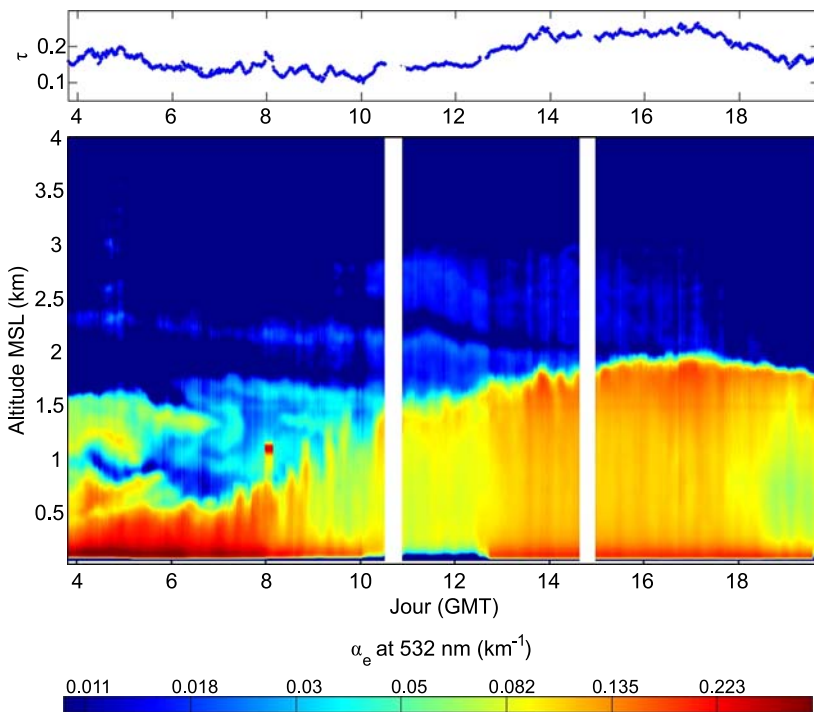 0.2
τ
0.1
4 6 8 10 12 14 16 18
4
3.5
3
2.5
Altitude MSL (km)
2
1.5
1
0.5
4 6 8 10 12 14 16 18
Jour (GMT)
αe at 532 nm (km-1)
0.011 0.018 0.03 0.05 0.082 0.135 0.223